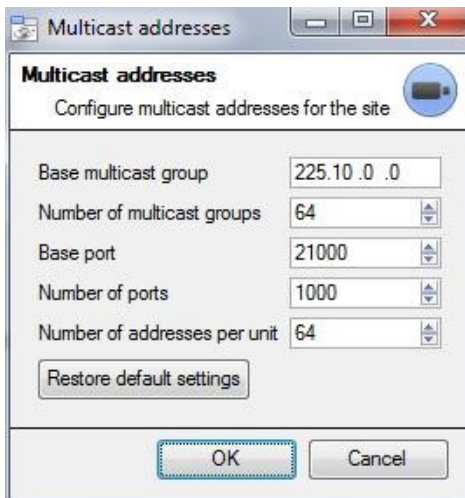 Multicast addresses
Multicast addresses
Configure multicast addresses for the site
Base multicast group 225.10 .0 .0
Number of multicast groups 64
Base port 21000
Number of ports 1000
Number of addresses per unit 64
Restore default settings
OK Cancel